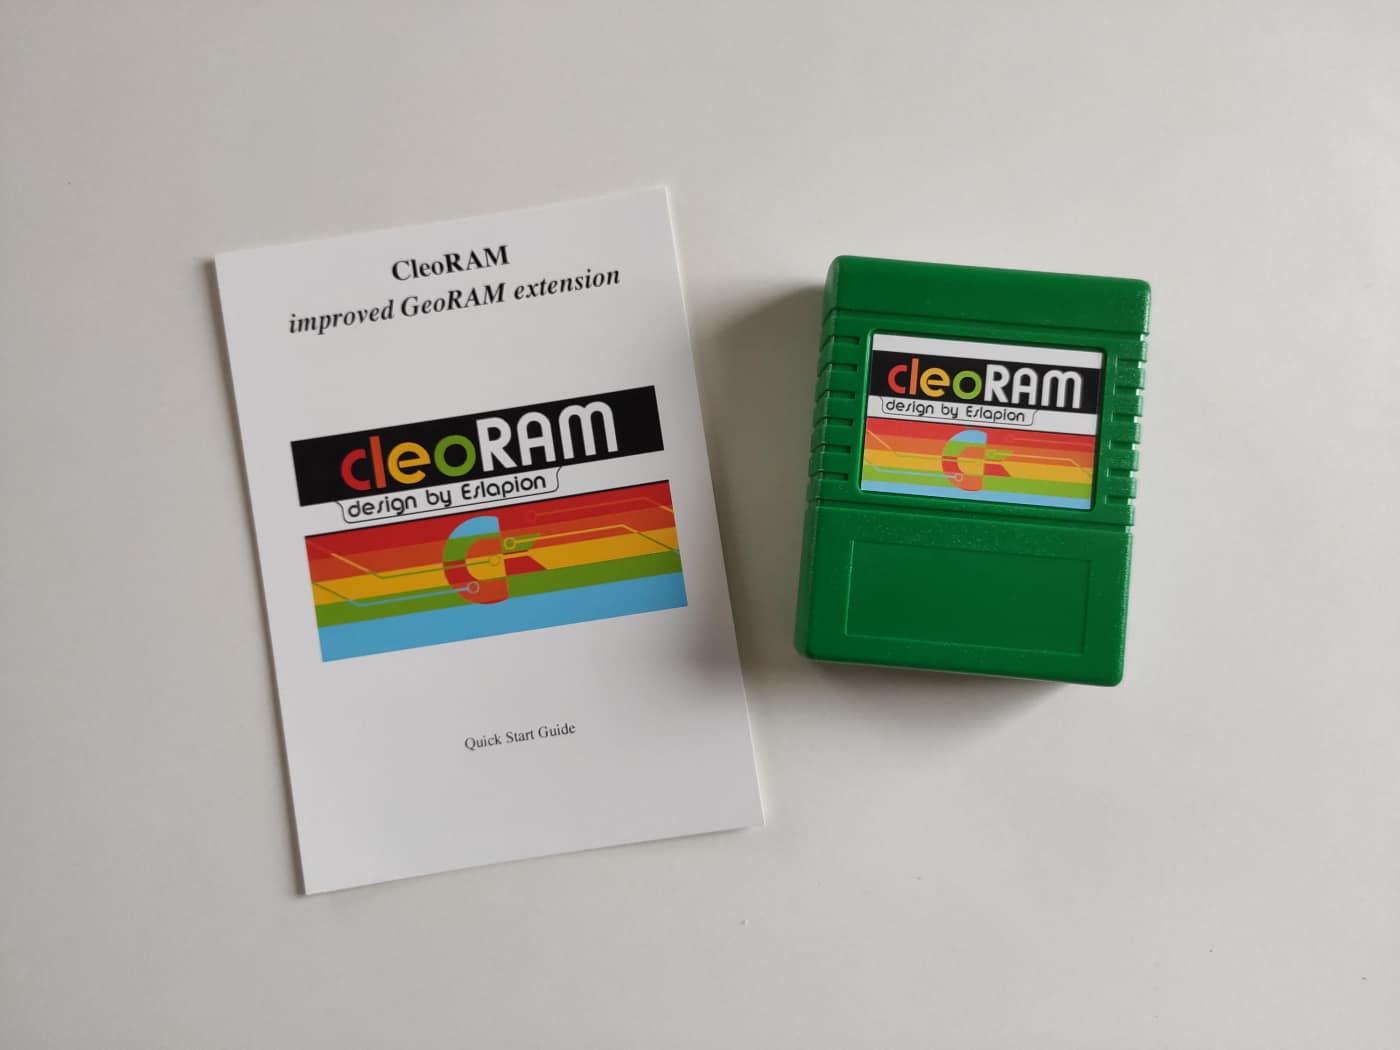 CleoRAM
improved GeoRAM extension
cleoRAM
design by Eslapion
Quick Start Guide
cleoRAM
design by Eslapion